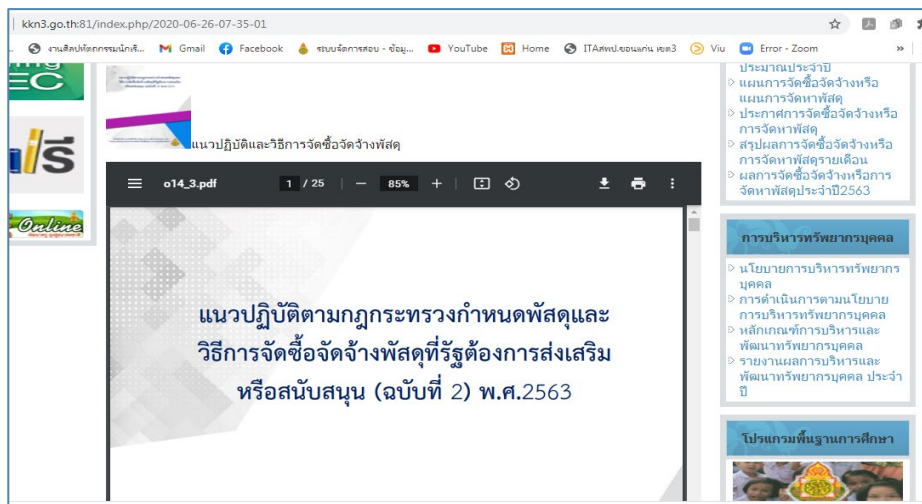 kkn3.go.th:81/index.php/2020-06-26-07-35-01
งานศิลปหัตถกรรมนักเรี... Gmail Facebook ระบบจัดการสอบ - ข้อมู... YouTube Home ITAสพป.ขอนแก่น เขต3 Viu Error - Zoom »
EC
รี
Online
แนวปฏิบัติและวิธีการจัดซื้อจัดจ้างพัสดุ
o14_3.pdf 1 / 25 85%
แนวปฏิบัติตามกฎกระทรวงกำหนดพัสดุและ
วิธีการจัดซื้อจัดจ้างพัสดุที่รัฐต้องการส่งเสริม
หรือสนับสนุน (ฉบับที่ 2) พ.ศ.2563
ประมาณประจำปี
แผนการจัดซื้อจัดจ้างหรือ
แผนการจัดหาพัสดุ
ประกาศการจัดซื้อจัดจ้างหรือ
การจัดหาพัสดุ
สรุปผลการจัดซื้อจัดจ้างหรือ
การจัดหาพัสดุรายเดือน
ผลการจัดซื้อจัดจ้างหรือการ
จัดหาพัสดุประจำปี2563
การบริหารทรัพยากรบุคคล
นโยบายการบริหารทรัพยากร
บุคคล
การดำเนินการตามนโยบาย
การบริหารทรัพยากรบุคคล
หลักเกณฑ์การบริหารและ
พัฒนาทรัพยากรบุคคล
รายงานผลการบริหารและ
พัฒนาทรัพยากรบุคคล ประจำ
ปี
โปรแกรมพื้นฐานการศึกษา